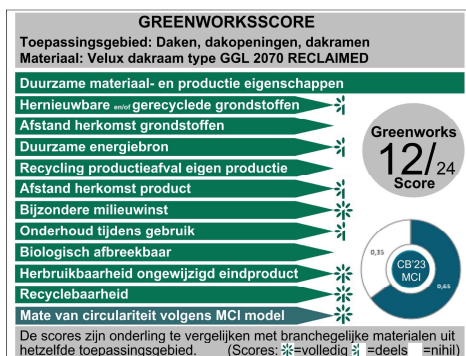 GREENWORKSSCORE
Toepassingsgebied: Daken, dakopeningen, dakramen
Materiaal: Velux dakraam type GGL 2070 RECLAIMED
Duurzame materiaal- en productie eigenschappen
Hernieuwbare en/of gerecyclede grondstoffen
Afstand herkomst grondstoffen
Duurzame energiebron
Recycling productieafval eigen productie
Afstand herkomst product
Bijzondere milieuwinst
Onderhoud tijdens gebruik
Biologisch afbreekbaar
Herbruikbaarheid ongewijzigd eindproduct
Recyclebaarheid
Mate van circulariteit volgens MCI model
Greenworks
12/24
Score
0,35
CB'23
MCI
0,65
De scores zijn onderling te vergelijken met branchegelijke materialen uit
hetzelfde toepassingsgebied. (Scores: =volledig =deels =nihil)